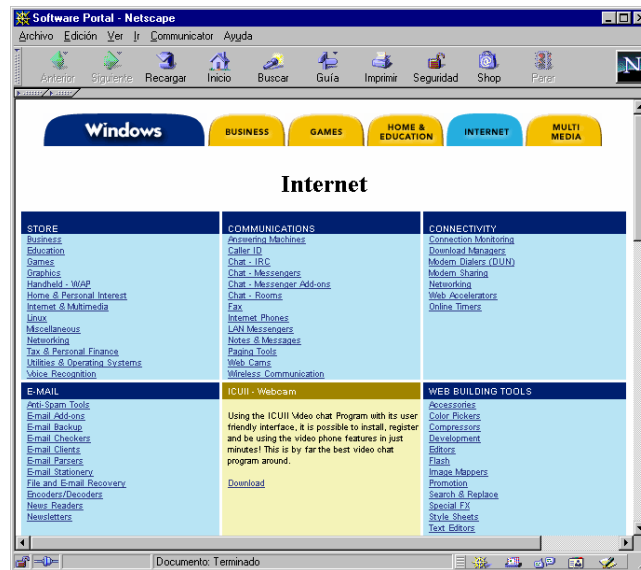 Software Portal - Netscape
Archivo Edición Ver Ir Communicator Ayuda
Anterior Siguiente Recargar Inicio Buscar Guía Imprimir Seguridad Shop Parar
N
Windows BUSINESS GAMES HOME & EDUCATION INTERNET MULTI MEDIA
Internet
STORE
Business
Education
Games
Graphics
Handheld - WAP
Home & Personal Interest
Internet & Multimedia
Linux
Miscellaneous
Networking
Tax & Personal Finance
Utilities & Operating Systems
Voice Recognition
COMMUNICATIONS
Answering Machines
Caller ID
Chat - IRC
Chat - Messengers
Chat - Messenger Add-ons
Chat - Rooms
Fax
Internet Phones
LAN Messengers
Notes & Messages
Paging Tools
Web Cams
Wireless Communication
CONNECTIVITY
Connection Monitoring
Download Managers
Modem Dialers (DUN)
Modem Sharing
Networking
Web Accelerators
Online Timers
E-MAIL
Anti-Spam Tools
E-mail Add-ons
E-mail Backup
E-mail Checkers
E-mail Clients
E-mail Parsers
E-mail Stationery
File and E-mail Recovery
Encoders/Decoders
News Readers
Newsletters
ICUII - Webcam
Using the ICUII Video chat Program with its user
friendly interface, it is possible to install, register
and be using the video phone features in just
minutes! This is by far the best video chat
program around.
Download
WEB BUILDING TOOLS
Accessories
Color Pickers
Compressors
Development
Editors
Flash
Image Mappers
Promotion
Search & Replace
Special FX
Style Sheets
Text Editors
Documento: Terminado